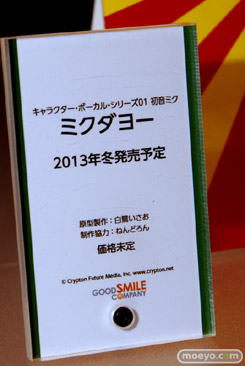 キャラクター・ボーカル・シリーズ01 初音ミク
ミクダヨー
2013年冬発売予定
原型製作：白鷺いさお
制作協力：ねんどろん
価格未定
© Crypton Future Media, Inc. www.crypton.net
GOOD SMILE
COMPANY
moeyo.com